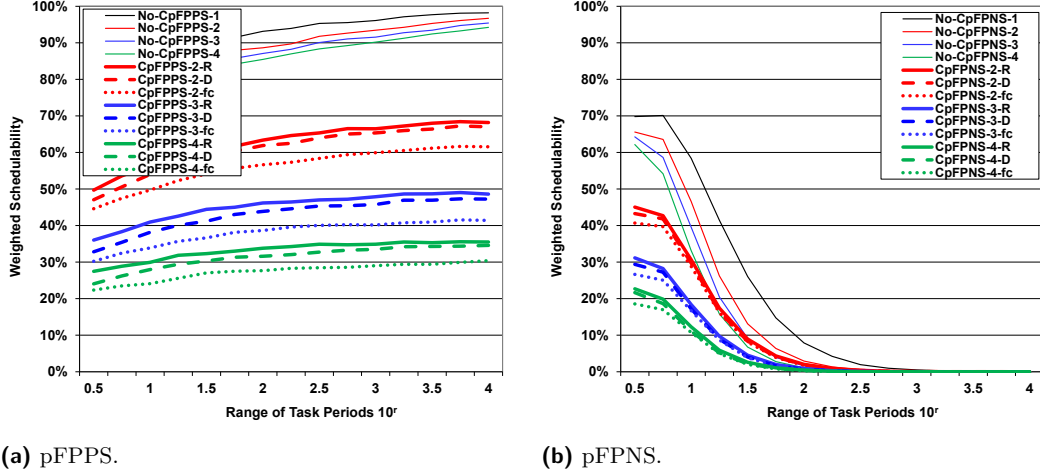 100%
90%
80%
70%
60%
50%
40%
30%
20%
10%
0%
Weighted Schedulability
No-CpFPPS-1
No-CpFPPS-2
No-CpFPPS-3
No-CpFPPS-4
CpFPPS-2-R
CpFPPS-2-D
CpFPPS-2-fc
CpFPPS-3-R
CpFPPS-3-D
CpFPPS-3-fc
CpFPPS-4-R
CpFPPS-4-D
CpFPPS-4-fc
0.5 1 1.5 2 2.5 3 3.5 4
Range of Task Periods 10^r
(a) pFPPS.
100%
90%
80%
70%
60%
50%
40%
30%
20%
10%
0%
Weighted Schedulability
No-CpFPNS-1
No-CpFPNS-2
No-CpFPNS-3
No-CpFPNS-4
CpFPNS-2-R
CpFPNS-2-D
CpFPNS-2-fc
CpFPNS-3-R
CpFPNS-3-D
CpFPNS-3-fc
CpFPNS-4-R
CpFPNS-4-D
CpFPNS-4-fc
0.5 1 1.5 2 2.5 3 3.5 4
Range of Task Periods 10^r
(b) pFPNS.